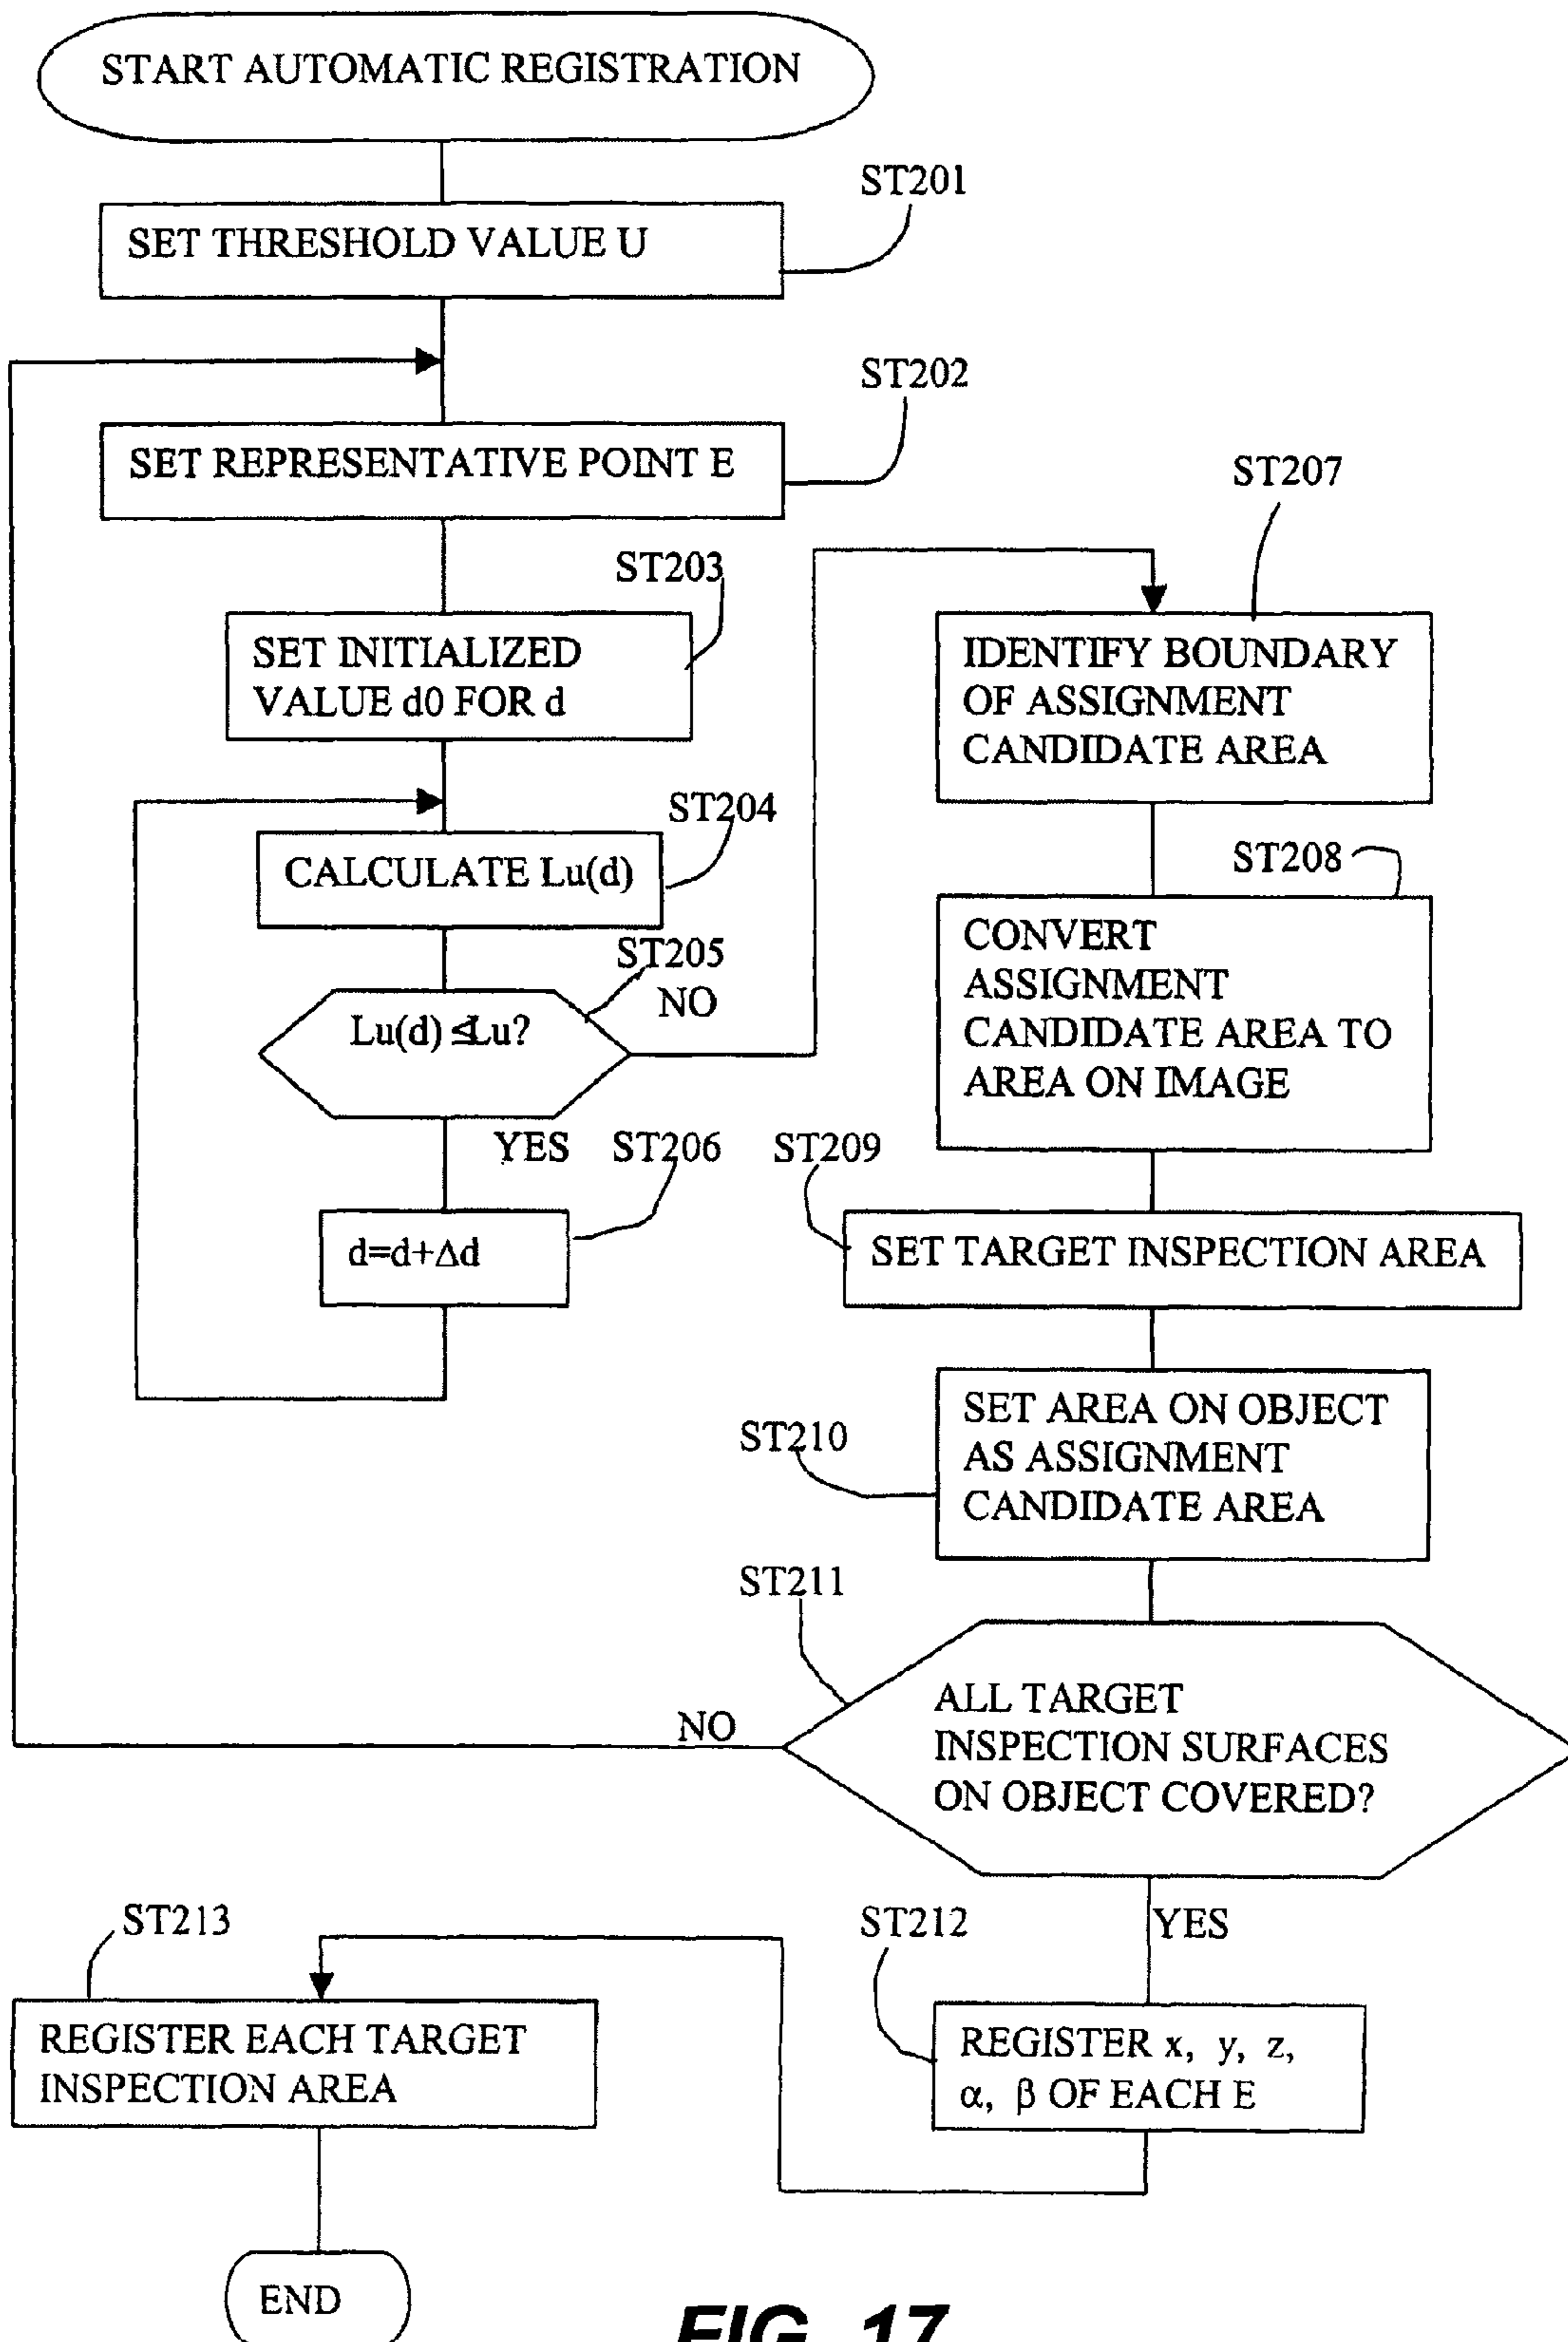 START AUTOMATIC REGISTRATION
ST201
SET THRESHOLD VALUE U
ST202
SET REPRESENTATIVE POINT E
ST203
SET INITIALIZED
VALUE d0 FOR d
ST204
CALCULATE Lu(d)
ST205
Lu(d) ≤Lu?
NO
YES
ST206
d=d+Δd
ST207
IDENTIFY BOUNDARY
OF ASSIGNMENT
CANDIDATE AREA
ST208
CONVERT
ASSIGNMENT
CANDIDATE AREA TO
AREA ON IMAGE
ST209
SET TARGET INSPECTION AREA
ST210
SET AREA ON OBJECT
AS ASSIGNMENT
CANDIDATE AREA
ST211
ALL TARGET
INSPECTION SURFACES
ON OBJECT COVERED?
NO
YES
ST212
REGISTER x, y, z,
α, β OF EACH E
ST213
REGISTER EACH TARGET
INSPECTION AREA
END
FIG. 17